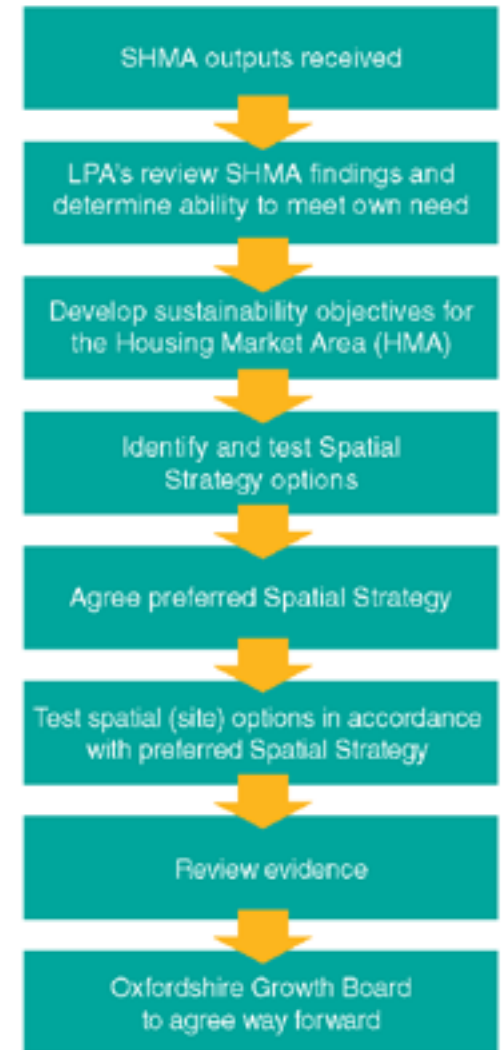 SHMA outputs received
LPA's review SHMA findings and
determine ability to meet own need
Develop sustainability objectives for
the Housing Market Area (HMA)
Identify and test Spatial
Strategy options
Agree preferred Spatial Strategy
Test spatial (site) options in accordance
with preferred Spatial Strategy
Review evidence
Oxfordshire Growth Board
to agree way forward